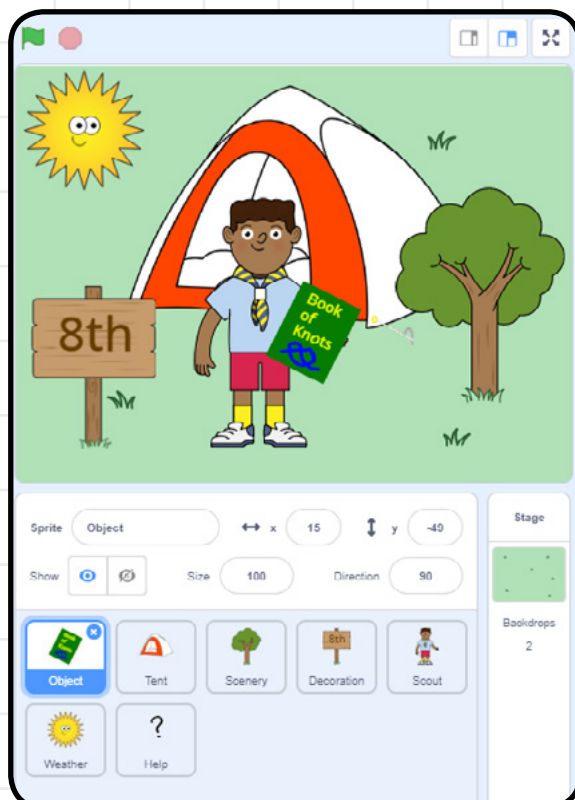 8th
Book
of
Knots
Sprite Object x 15 y -49
Show Size 100 Direction 90
Stage
Backdrops
2
8th
Object Tent Scenery Decoration Scout
?
Weather Help